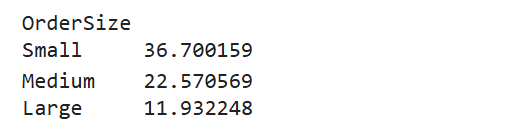 OrderSize
Small     36.700159
Medium    22.570569
Large     11.932248